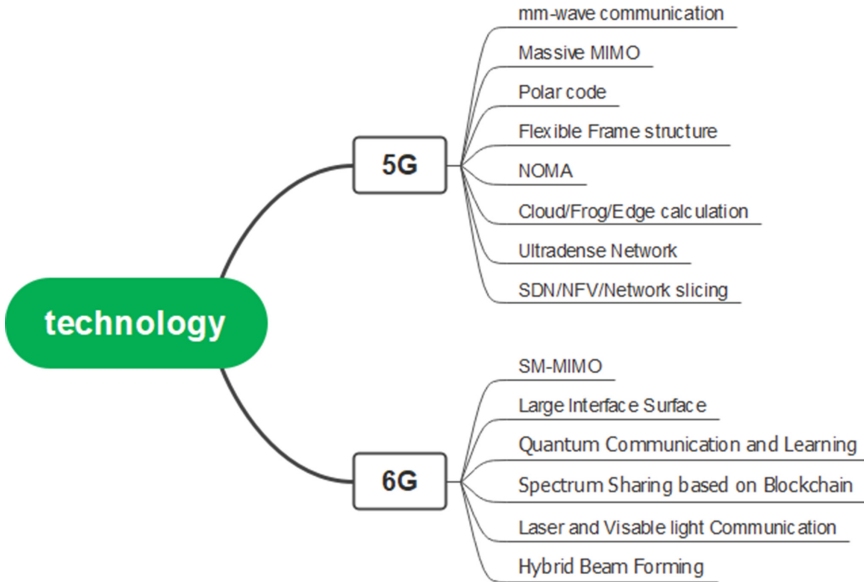 mm-wave communication
Massive MIMO
Polar code
Flexible Frame structure
5G
NOMA
Cloud/Frog/Edge calculation
Ultradense Network
SDN/NFV/Network slicing
technology
SM-MIMO
Large Interface Surface
Quantum Communication and Learning
6G
Spectrum Sharing based on Blockchain
Laser and Visable light Communication
Hybrid Beam Forming